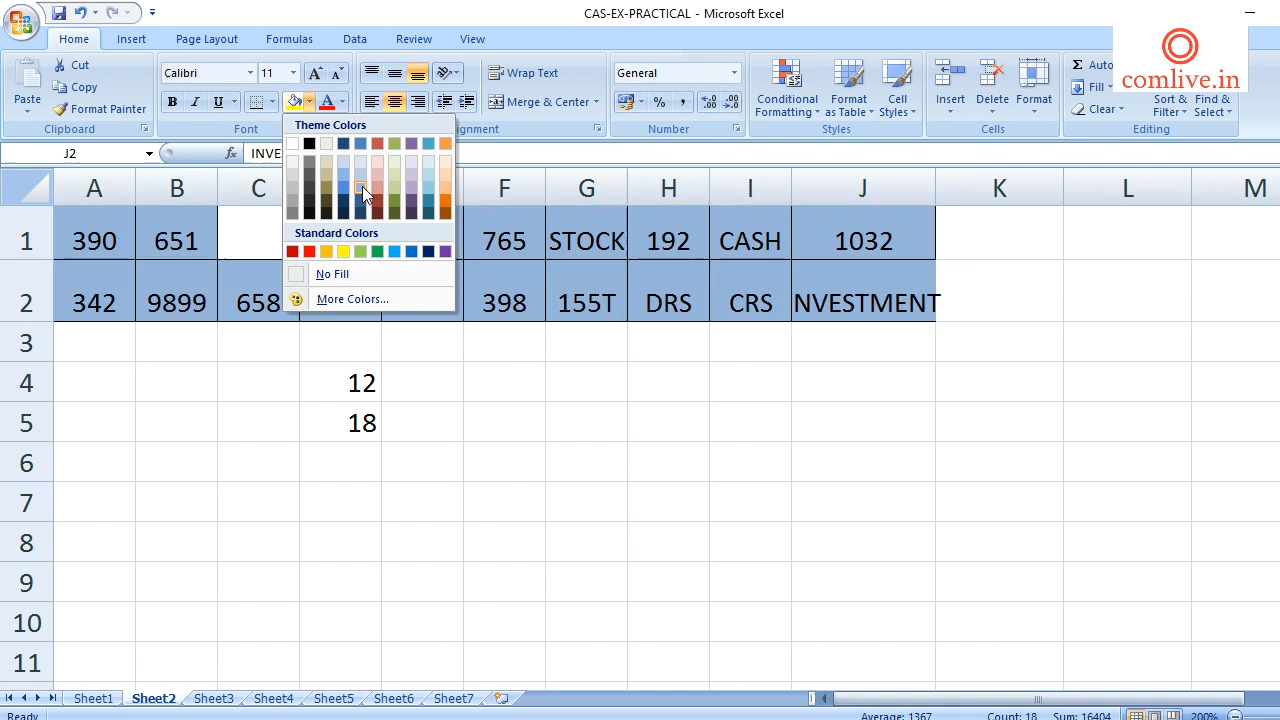 CAS-EX-PRACTICAL - Microsoft Excel
Home Insert Page Layout Formulas Data Review View
comlive.in
Cut
Copy
Format Painter
Paste
Clipboard
Calibri 11
B I U
Font
Wrap Text
Merge & Center
General
% ,
Number
Conditional Formatting
Format as Table
Cell Styles
Styles
Insert Delete Format
Cells
Fill
Clear
Sort &
Find &
Filter
Select
Editing
J2 fx INVE
Theme Colors
Standard Colors
No Fill
More Colors...
A B C F G H I J K L M
1 390 651 765 STOCK 192 CASH 1032
2 342 9899 658 398 155T DRS CRS NVESTMENT
3
4 12
5 18
6
7
8
9
10
11
Sheet1 Sheet2 Sheet3 Sheet4 Sheet5 Sheet6 Sheet7
Ready Average: 1367 Count: 18 Sum: 16404 200%